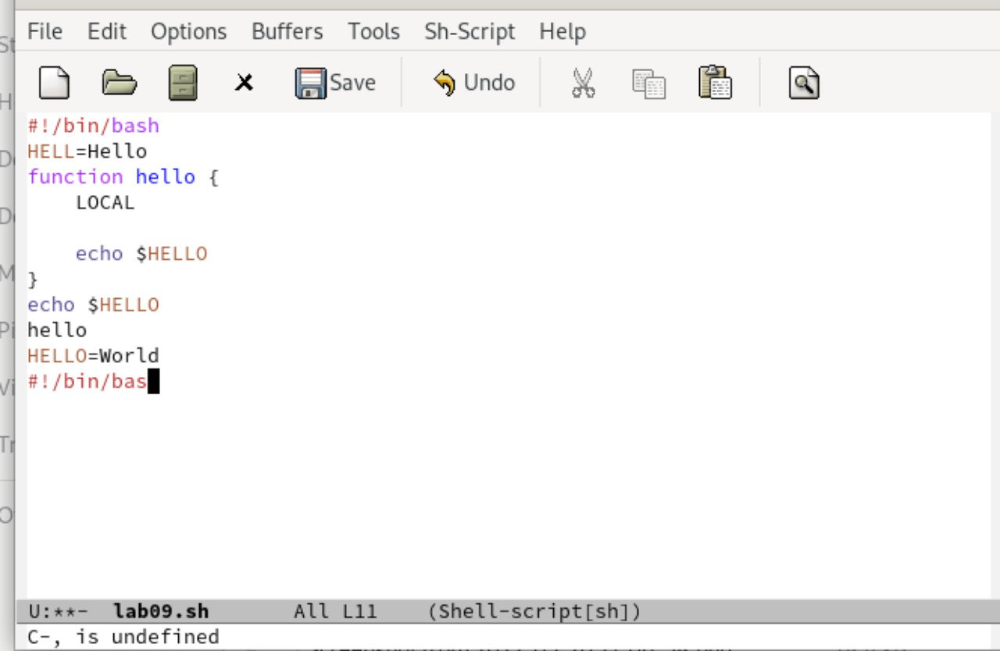 File Edit Options Buffers Tools Sh-Script Help
Save Undo
#!/bin/bash
HELL=Hello
function hello {
    LOCAL
    echo $HELLO
}
echo $HELLO
hello
HELLO=World
#!/bin/bas
U:**-  lab09.sh       All L11    (Shell-script[sh])
C-, is undefined